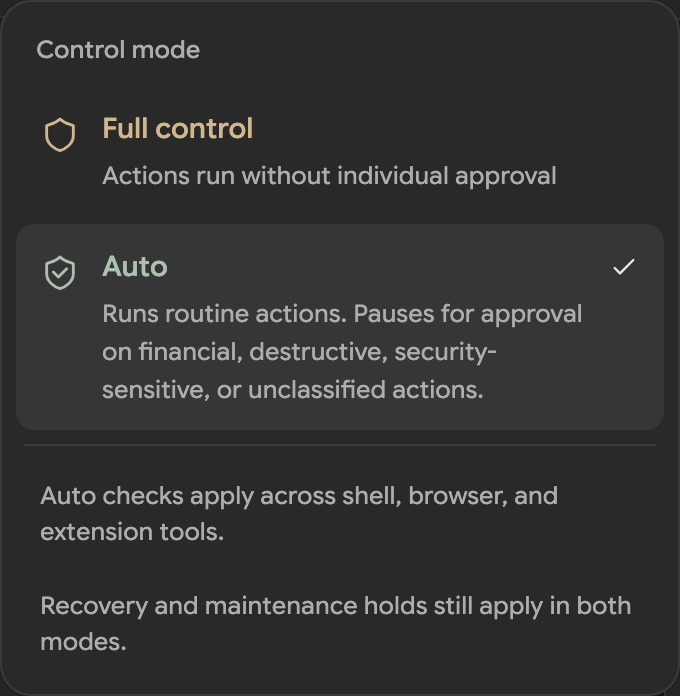 Control mode
Full control
Actions run without individual approval
Auto
Runs routine actions. Pauses for approval
on financial, destructive, security-
sensitive, or unclassified actions.
Auto checks apply across shell, browser, and
extension tools.
Recovery and maintenance holds still apply in both
modes.